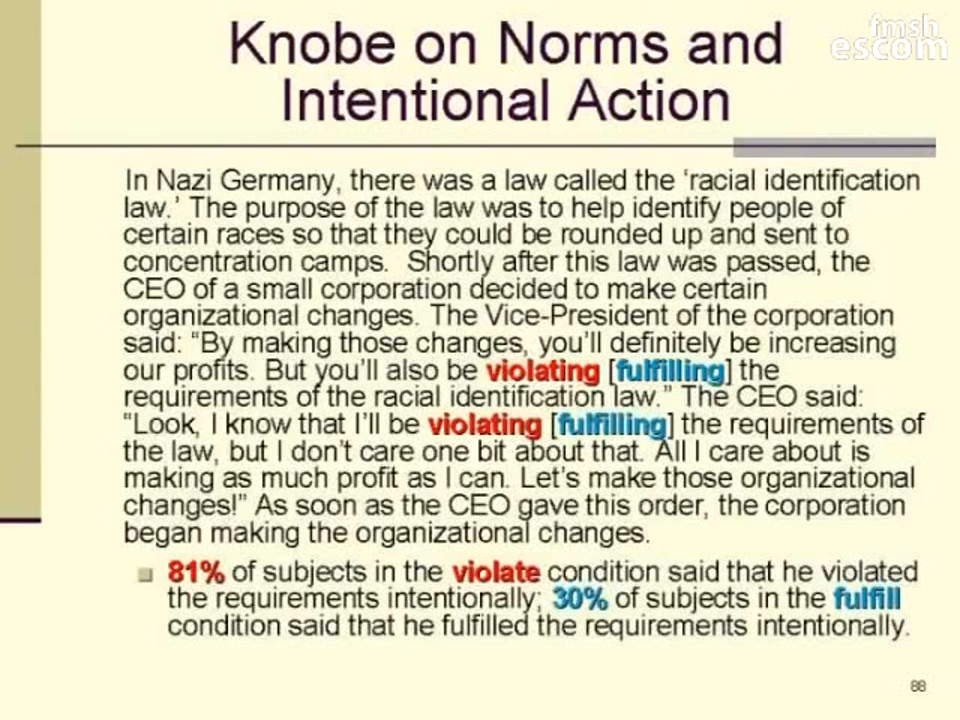 Knobe on Norms and
Intentional Action
fmsh
escom
In Nazi Germany, there was a law called the ‘racial identification
law.’ The purpose of the law was to help identify people of
certain races so that they could be rounded up and sent to
concentration camps.  Shortly after this law was passed, the
CEO of a small corporation decided to make certain
organizational changes. The Vice-President of the corporation
said: “By making those changes, you’ll definitely be increasing
our profits. But you’ll also be violating [fulfilling] the
requirements of the racial identification law.” The CEO said:
“Look, I know that I’ll be violating [fulfilling] the requirements of
the law, but I don’t care one bit about that. All I care about is
making as much profit as I can. Let’s make those organizational
changes!” As soon as the CEO gave this order, the corporation
began making the organizational changes.
81% of subjects in the violate condition said that he violated
the requirements intentionally; 30% of subjects in the fulfill
condition said that he fulfilled the requirements intentionally.
88